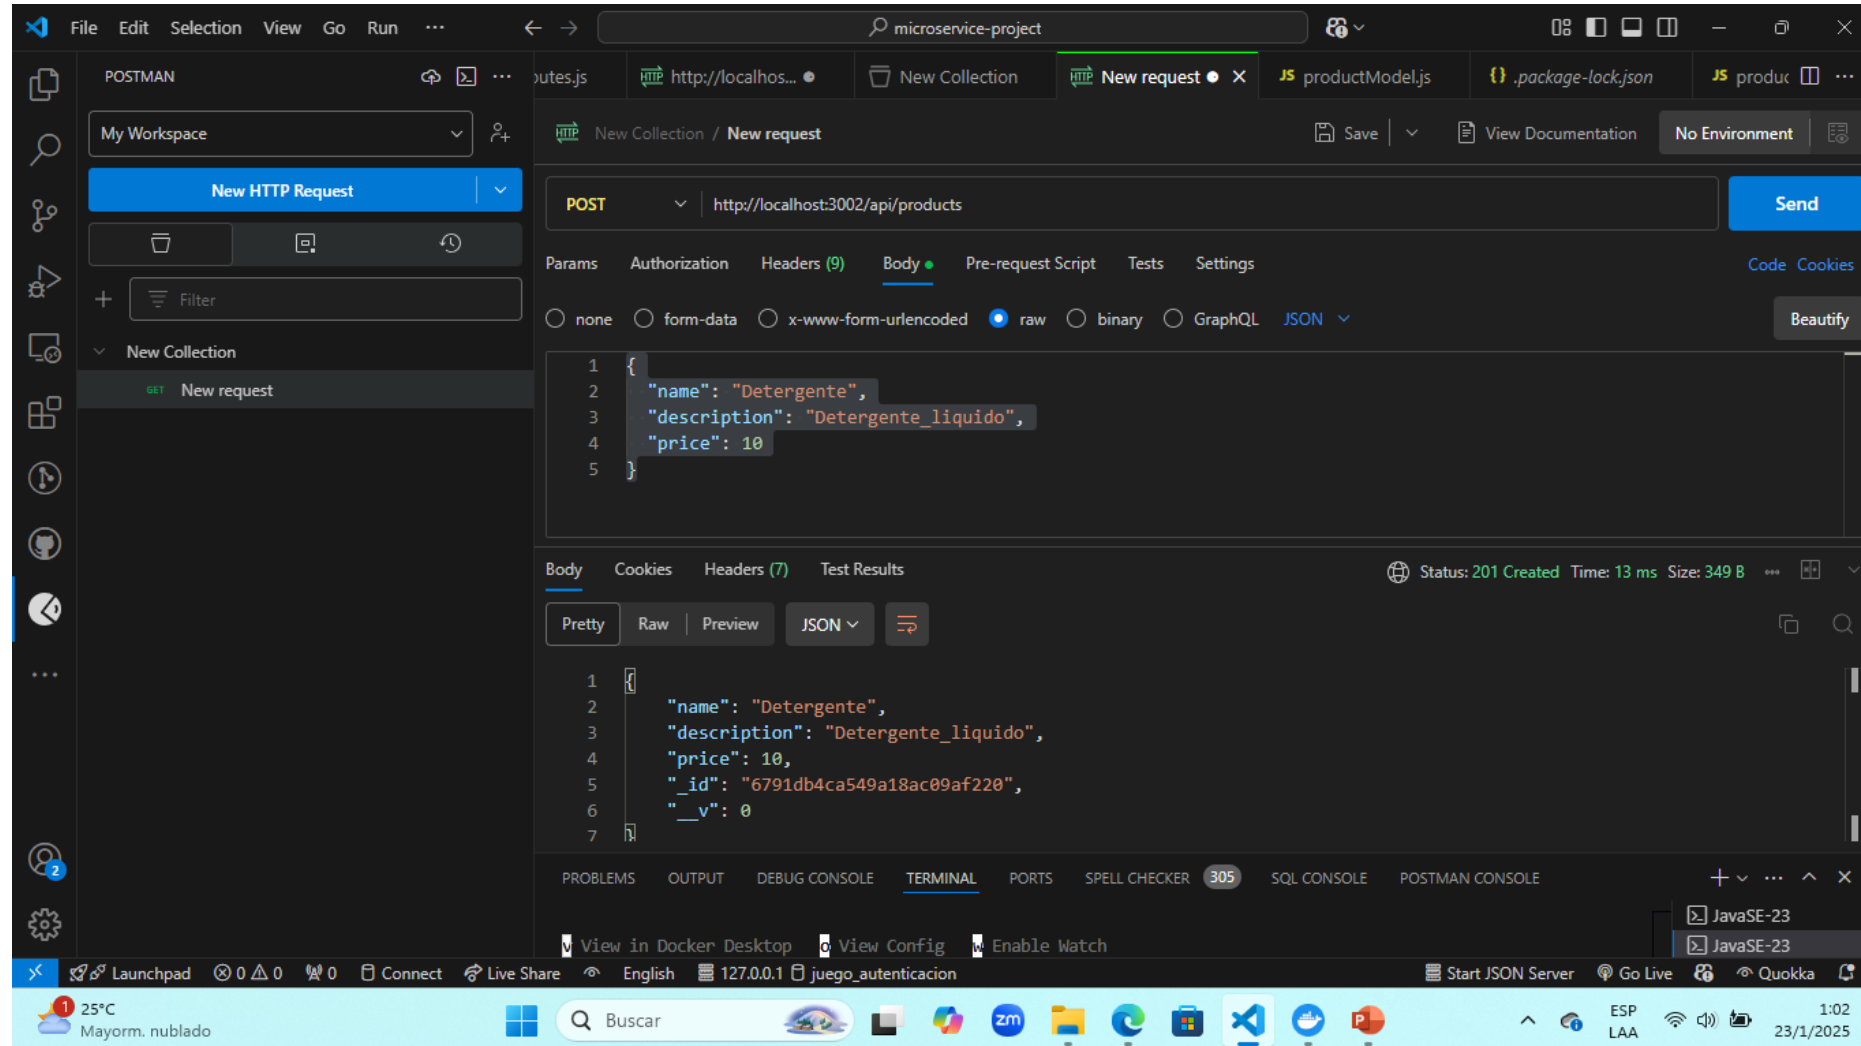 File Edit Selection View Go Run ··· microservice-project
POSTMAN
utes.js http://localhos... New Collection New request productModel.js .package-lock.json
My Workspace
New Collection / New request Save View Documentation No Environment
New HTTP Request
POST http://localhost:3002/api/products Send
Params Authorization Headers (9) Body Pre-request Script Tests Settings Code Cookies
Filter
none form-data x-www-form-urlencoded raw binary GraphQL JSON Beautify
New Collection
GET New request
1 {
2 "name": "Detergente",
3 "description": "Detergente_liquido",
4 "price": 10
5 }
Body Cookies Headers (7) Test Results Status: 201 Created Time: 13 ms Size: 349 B
Pretty Raw Preview JSON
1 {
2 "name": "Detergente",
3 "description": "Detergente_liquido",
4 "price": 10,
5 "_id": "6791db4ca549a18ac09af220",
6 "__v": 0
7 }
2
PROBLEMS OUTPUT DEBUG CONSOLE TERMINAL PORTS SPELL CHECKER 305 SQL CONSOLE POSTMAN CONSOLE
JavaSE-23
v View in Docker Desktop o View Config w Enable Watch
JavaSE-23
Launchpad 0 0 0 Connect Live Share English 127.0.0.1 juego_autenticacion Start JSON Server Go Live Quokka
1 25°C
Mayorm. nublado
Buscar
zm
ESP
LAA
1:02
23/1/2025